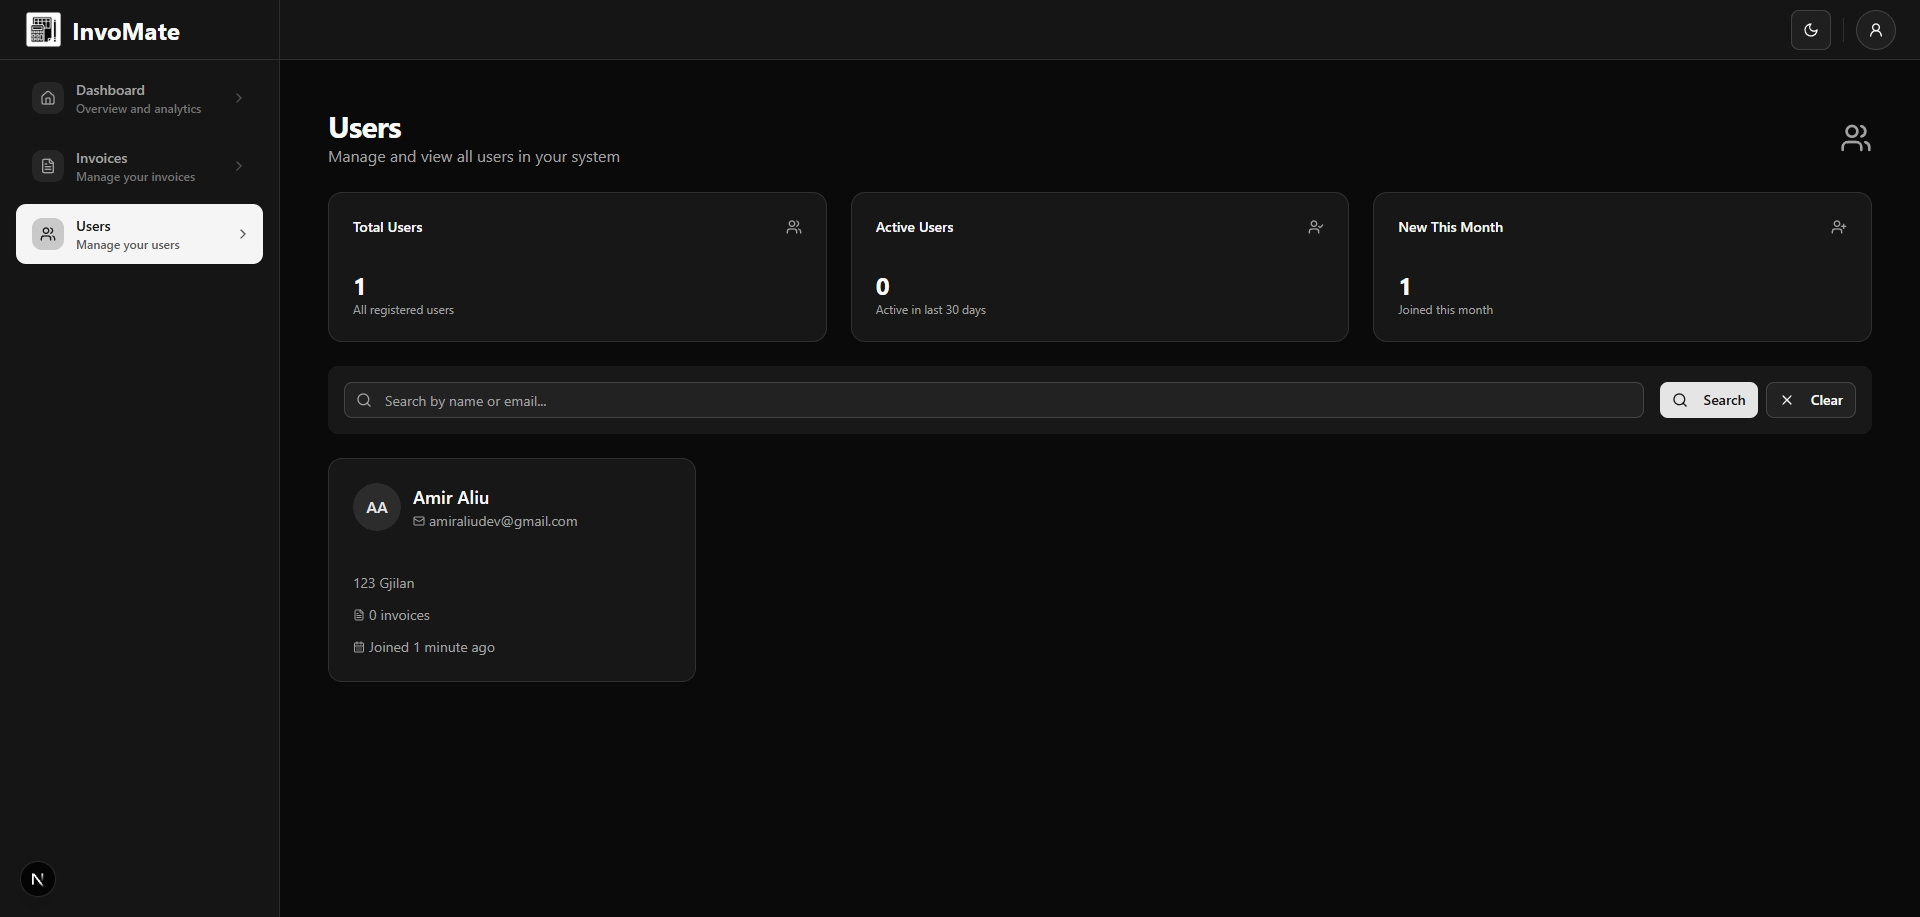 InvoMate
Dashboard
Overview and analytics
Invoices
Manage your invoices
Users
Manage your users
Users
Manage and view all users in your system
Total Users
1
All registered users
Active Users
0
Active in last 30 days
New This Month
1
Joined this month
Search by name or email...
Search
Clear
AA
Amir Aliu
amiraliudev@gmail.com
123 Gjilan
0 invoices
Joined 1 minute ago
N